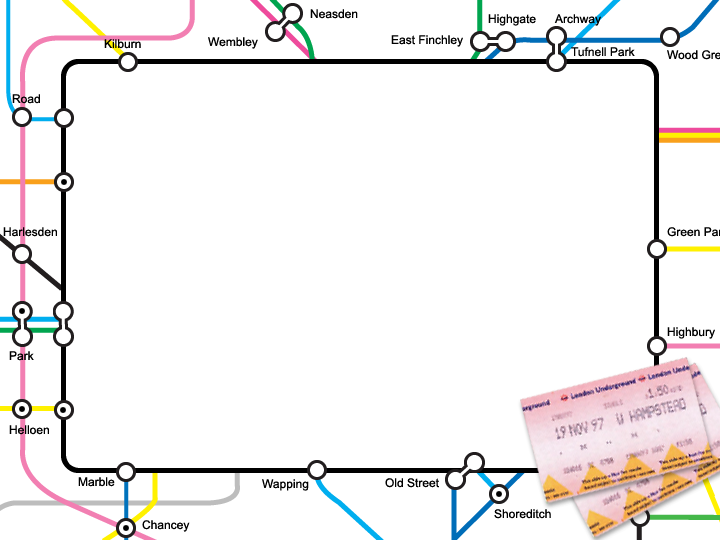 Neasden
Highgate
Archway
Kilburn
Wembley
East Finchley
Tufnell Park
Wood Gre
Road
Harlesden
Green Par
Highbury
Park
London Underground
London Unde
1.50
19 NOV 97
W HAMPSTEAD
Helloen
Marble
Wapping
Old Street
Shoreditch
Chancey